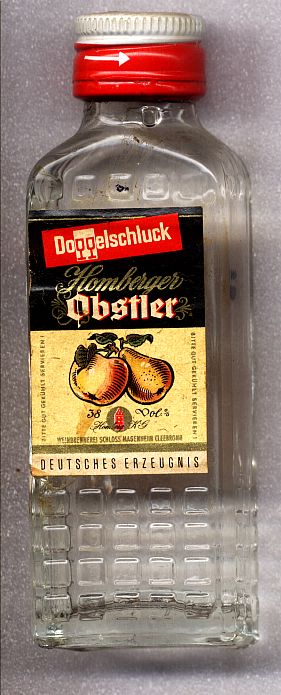 Doppelschluck
Homberger
Obstler
BITTE GUT GEKÜHLT SERVIEREN!
BITTE GUT GEKÜHLT SERVIEREN!
38 Vol.%
WEINBRENNEREI SCHLOSS MAGENHEIM CLEEBRONN
DEUTSCHES ERZEUGNIS